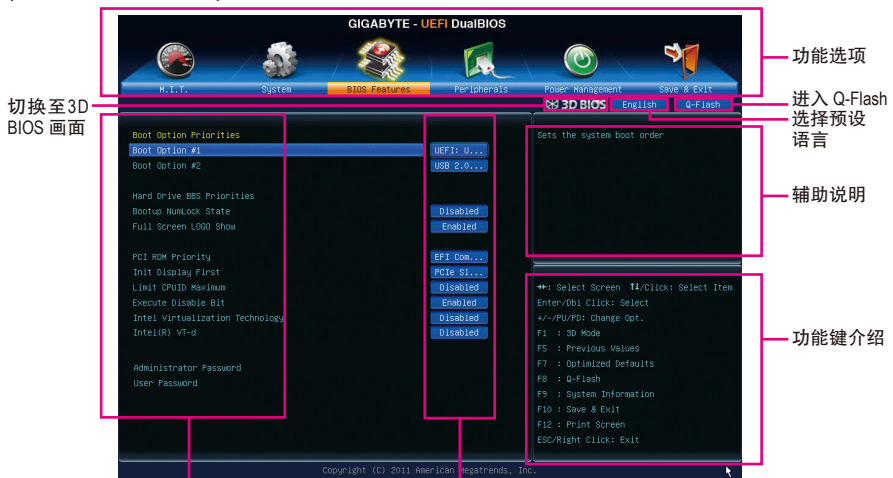 GIGABYTE - UEFI DualBIOS
功能选项
M.I.T. System BIOS Features Peripherals Power Management Save & Exit
切换至3D
BIOS 画面
3D BIOS English Q-Flash
进入 Q-Flash
选择预设
语言
Boot Option Priorities
Boot Option #1 UEFI: U...
Boot Option #2 USB 2.0...
Hard Drive BBS Priorities
Bootup NumLock State Disabled
Full Screen LOGO Show Enabled
PCI ROM Priority EFI Com...
Init Display First PCIe Sl...
Limit CPUID Maximum Disabled
Execute Disable Bit Enabled
Intel Virtualization Technology Disabled
Intel(R) VT-d Disabled
Administrator Password
User Password
Sets the system boot order
辅助说明
→←: Select Screen ↑↓/Click: Select Item
Enter/Dbl Click: Select
+/-/PU/PD: Change Opt.
F1 : 3D Mode
F5 : Previous Values
F7 : Optimized Defaults
F8 : Q-Flash
F9 : System Information
F10 : Save & Exit
F12 : Print Screen
ESC/Right Click: Exit
功能键介绍
Copyright (C) 2011 American Megatrends, Inc.